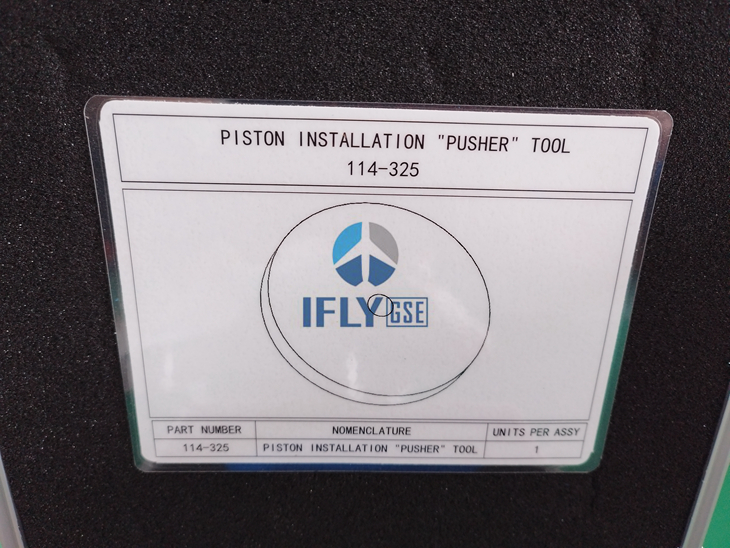 PISTON INSTALLATION "PUSHER" TOOL
114-325
IFLY GSE
PART NUMBER NOMENCLATURE UNITS PER ASSY
114-325 PISTON INSTALLATION "PUSHER" TOOL 1